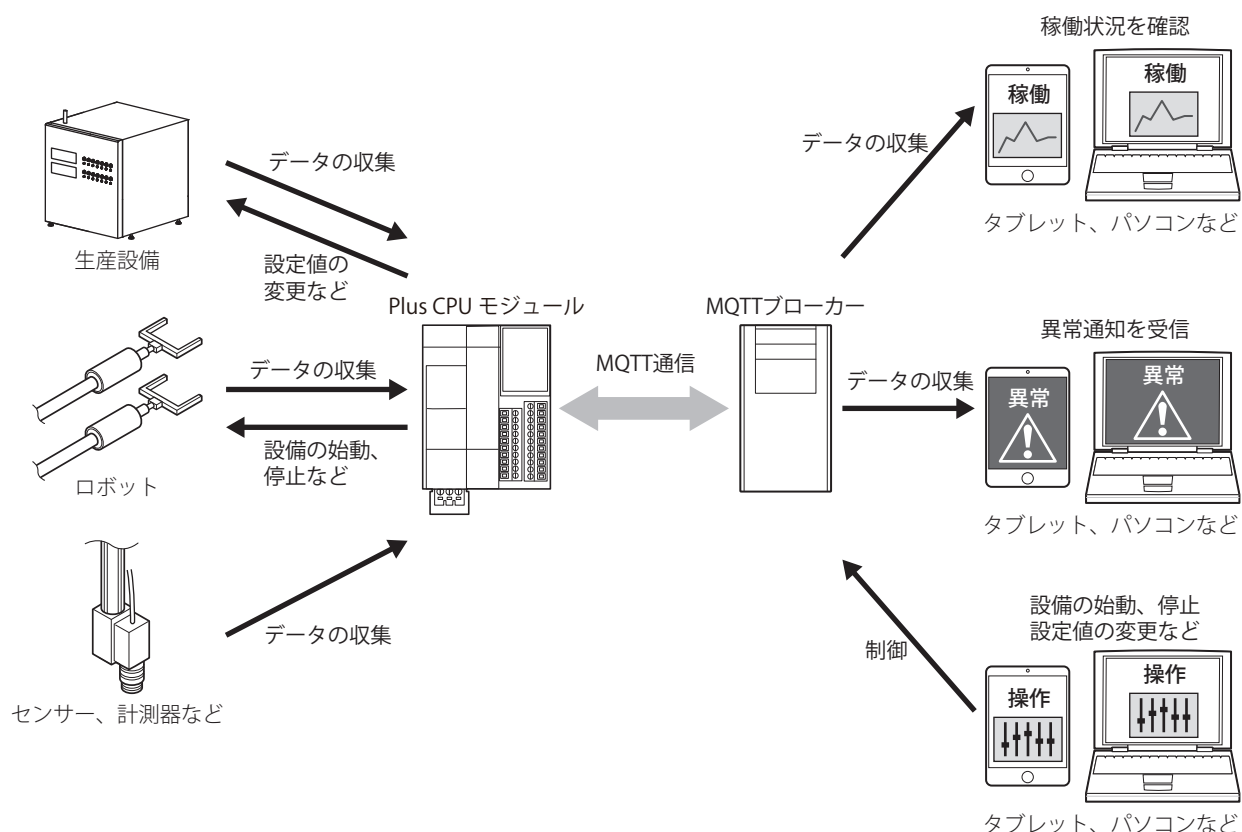 稼働状況を確認
稼働
稼働
データの収集
タブレット、パソコンなど
データの収集
生産設備
設定値の
変更など
Plus CPU モジュール
MQTTブローカー
異常通知を受信
データの収集
MQTT通信
データの収集
異常
異常
設備の始動、
停止など
ロボット
タブレット、パソコンなど
データの収集
センサー、計測器など
設備の始動、停止
設定値の変更など
制御
操作
操作
タブレット、パソコンなど